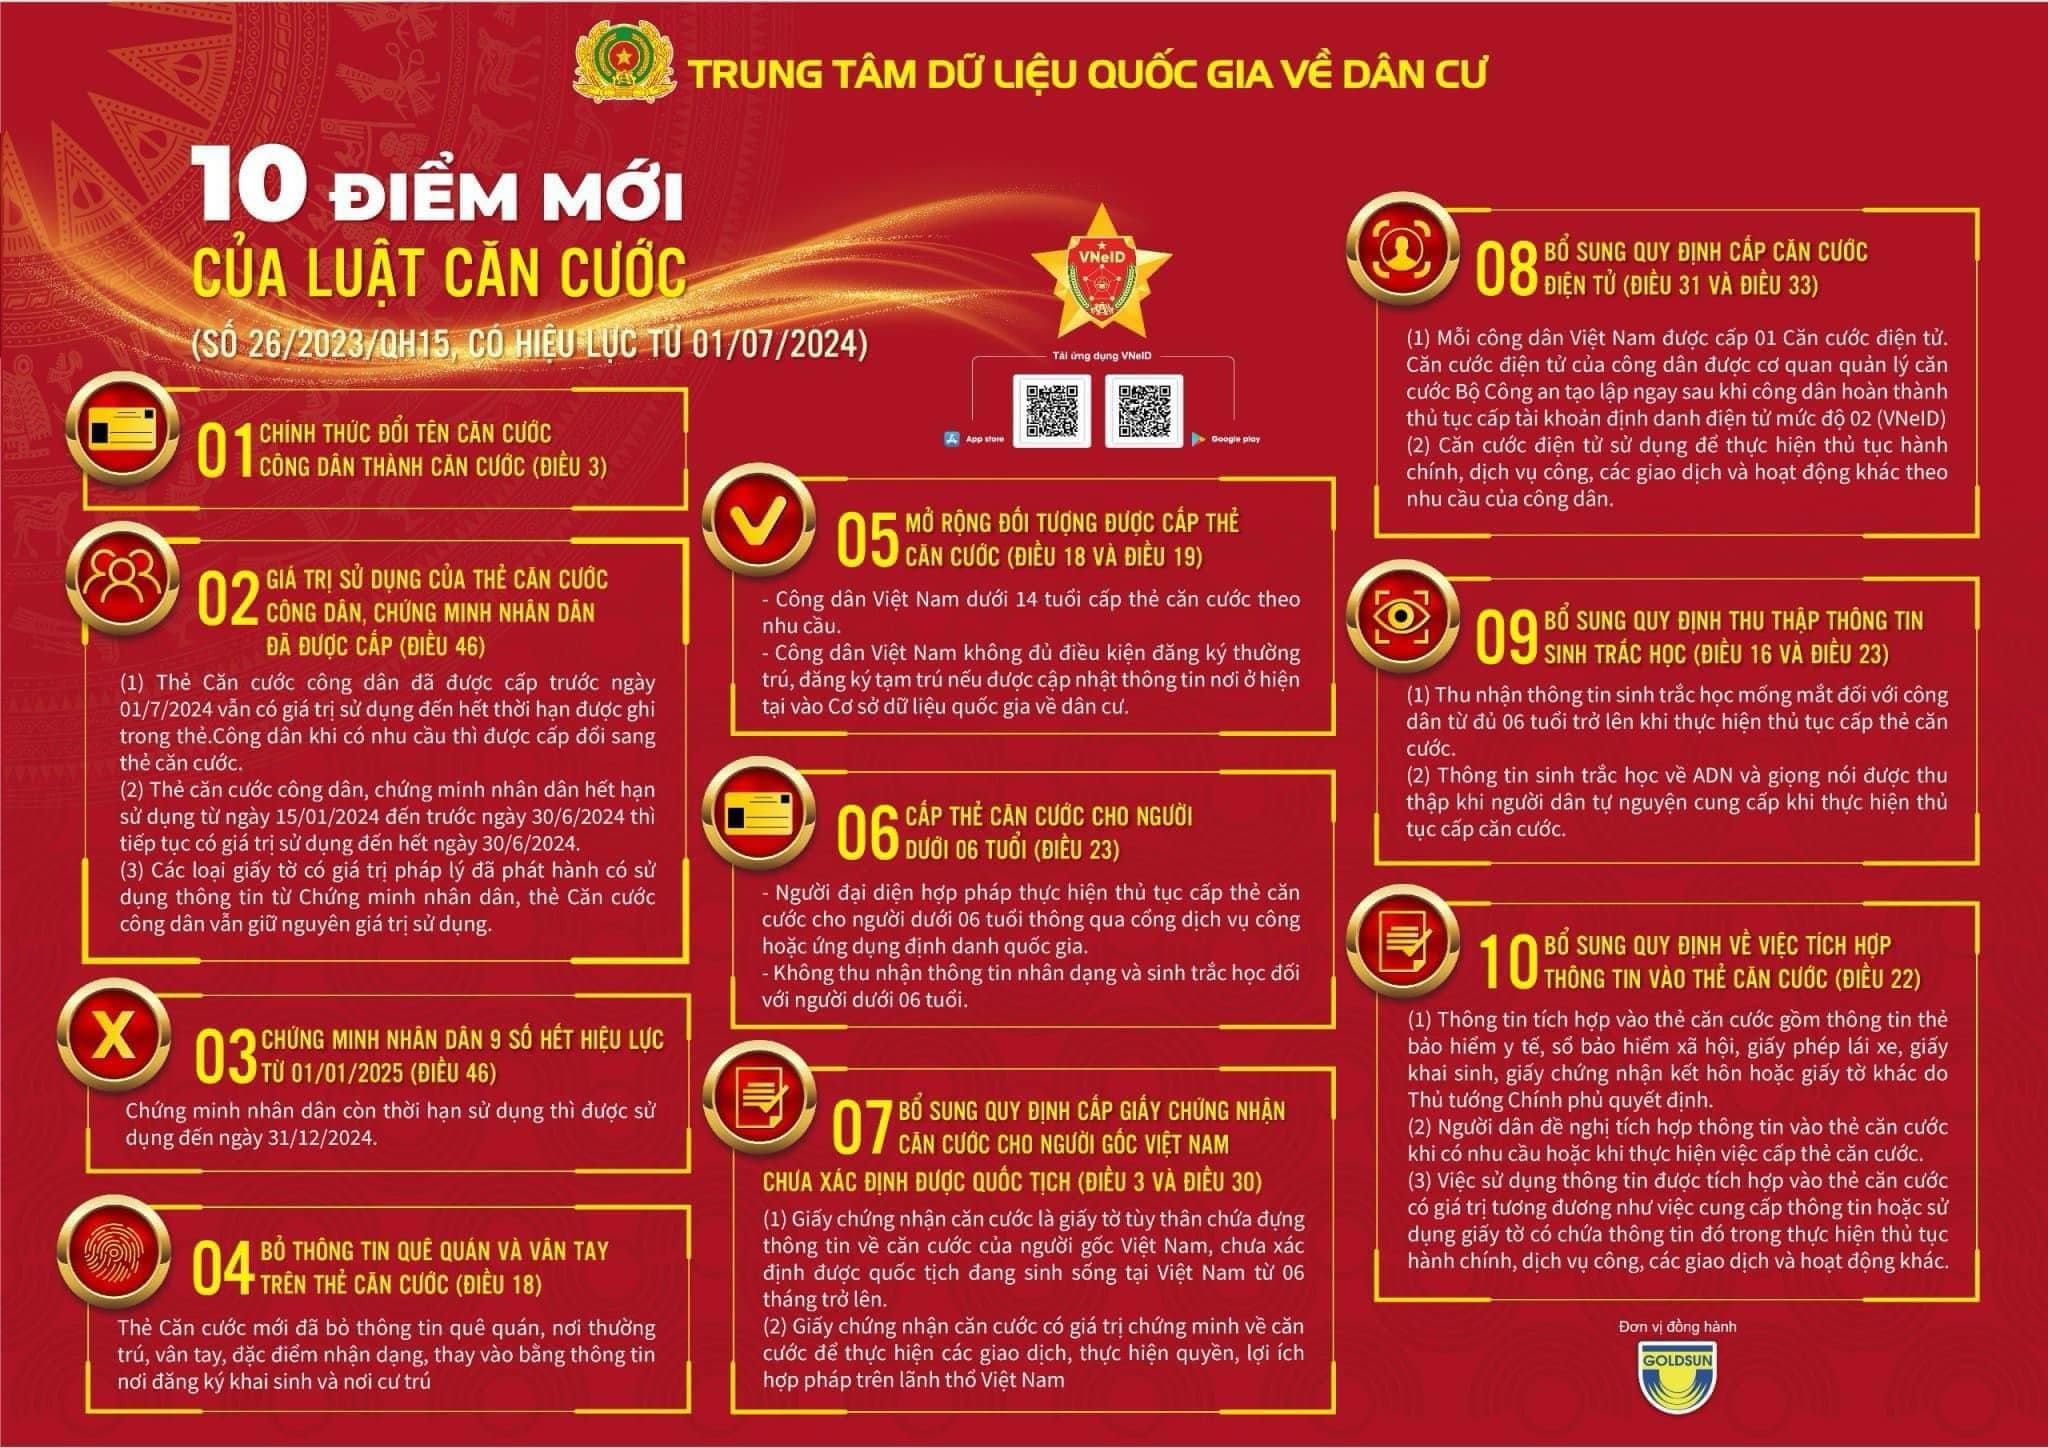 TRUNG TÂM DỮ LIỆU QUỐC GIA VỀ DÂN CƯ
10 ĐIỂM MỚI
CỦA LUẬT CĂN CƯỚC
(SỐ 26/2023/QH15, CÓ HIỆU LỰC TỪ 01/07/2024)
VNeID
Tải ứng dụng VNeID
App store
Google play
01 CHÍNH THỨC ĐỔI TÊN CĂN CƯỚC
CÔNG DÂN THÀNH CĂN CƯỚC (ĐIỀU 3)
02 GIÁ TRỊ SỬ DỤNG CỦA THẺ CĂN CƯỚC
CÔNG DÂN, CHỨNG MINH NHÂN DÂN
ĐÃ ĐƯỢC CẤP (ĐIỀU 46)
(1) Thẻ Căn cước công dân đã được cấp trước ngày
01/7/2024 vẫn có giá trị sử dụng đến hết thời hạn được ghi
trong thẻ.Công dân khi có nhu cầu thì được cấp đổi sang
thẻ căn cước.
(2) Thẻ căn cước công dân, chứng minh nhân dân hết hạn
sử dụng từ ngày 15/01/2024 đến trước ngày 30/6/2024 thì
tiếp tục có giá trị sử dụng đến hết ngày 30/6/2024.
(3) Các loại giấy tờ có giá trị pháp lý đã phát hành có sử
dụng thông tin từ Chứng minh nhân dân, thẻ Căn cước
công dân vẫn giữ nguyên giá trị sử dụng.
03 CHỨNG MINH NHÂN DÂN 9 SỐ HẾT HIỆU LỰC
TỪ 01/01/2025 (ĐIỀU 46)
Chứng minh nhân dân còn thời hạn sử dụng thì được sử
dụng đến ngày 31/12/2024.
04 BỎ THÔNG TIN QUÊ QUÁN VÀ VÂN TAY
TRÊN THẺ CĂN CƯỚC (ĐIỀU 18)
Thẻ Căn cước mới đã bỏ thông tin quê quán, nơi thường
trú, vân tay, đặc điểm nhận dạng, thay vào bằng thông tin
nơi đăng ký khai sinh và nơi cư trú
05 MỞ RỘNG ĐỐI TƯỢNG ĐƯỢC CẤP THẺ
CĂN CƯỚC (ĐIỀU 18 VÀ ĐIỀU 19)
- Công dân Việt Nam dưới 14 tuổi cấp thẻ căn cước theo
nhu cầu.
- Công dân Việt Nam không đủ điều kiện đăng ký thường
trú, đăng ký tạm trú nếu được cập nhật thông tin nơi ở hiện
tại vào Cơ sở dữ liệu quốc gia về dân cư.
06 CẤP THẺ CĂN CƯỚC CHO NGƯỜI
DƯỚI 06 TUỔI (ĐIỀU 23)
- Người đại diện hợp pháp thực hiện thủ tục cấp thẻ căn
cước cho người dưới 06 tuổi thông qua cổng dịch vụ công
hoặc ứng dụng định danh quốc gia.
- Không thu nhận thông tin nhân dạng và sinh trắc học đối
với người dưới 06 tuổi.
07 BỔ SUNG QUY ĐỊNH CẤP GIẤY CHỨNG NHẬN
CĂN CƯỚC CHO NGƯỜI GỐC VIỆT NAM
CHƯA XÁC ĐỊNH ĐƯỢC QUỐC TỊCH (ĐIỀU 3 VÀ ĐIỀU 30)
(1) Giấy chứng nhận căn cước là giấy tờ tùy thân chứa đựng
thông tin về căn cước của người gốc Việt Nam, chưa xác
định được quốc tịch đang sinh sống tại Việt Nam từ 06
tháng trở lên.
(2) Giấy chứng nhận căn cước có giá trị chứng minh về căn
cước để thực hiện các giao dịch, thực hiện quyền, lợi ích
hợp pháp trên lãnh thổ Việt Nam
08 BỔ SUNG QUY ĐỊNH CẤP CĂN CƯỚC
ĐIỆN TỬ (ĐIỀU 31 VÀ ĐIỀU 33)
(1) Mỗi công dân Việt Nam được cấp 01 Căn cước điện tử.
Căn cước điện tử của công dân được cơ quan quản lý căn
cước Bộ Công an tạo lập ngay sau khi công dân hoàn thành
thủ tục cấp tài khoản định danh điện tử mức độ 02 (VNeID)
(2) Căn cước điện tử sử dụng để thực hiện thủ tục hành
chính, dịch vụ công, các giao dịch và hoạt động khác theo
nhu cầu của công dân.
09 BỔ SUNG QUY ĐỊNH THU THẬP THÔNG TIN
SINH TRẮC HỌC (ĐIỀU 16 VÀ ĐIỀU 23)
(1) Thu nhận thông tin sinh trắc học mống mắt đối với công
dân từ đủ 06 tuổi trở lên khi thực hiện thủ tục cấp thẻ căn
cước.
(2) Thông tin sinh trắc học về ADN và giọng nói được thu
thập khi người dân tự nguyện cung cấp khi thực hiện thủ
tục cấp căn cước.
10 BỔ SUNG QUY ĐỊNH VỀ VIỆC TÍCH HỢP
THÔNG TIN VÀO THẺ CĂN CƯỚC (ĐIỀU 22)
(1) Thông tin tích hợp vào thẻ căn cước gồm thông tin thẻ
bảo hiểm y tế, sổ bảo hiểm xã hội, giấy phép lái xe, giấy
khai sinh, giấy chứng nhận kết hôn hoặc giấy tờ khác do
Thủ tướng Chính phủ quyết định.
(2) Người dân đề nghị tích hợp thông tin vào thẻ căn cước
khi có nhu cầu hoặc khi thực hiện việc cấp thẻ căn cước.
(3) Việc sử dụng thông tin được tích hợp vào thẻ căn cước
có giá trị tương đương như việc cung cấp thông tin hoặc sử
dụng giấy tờ có chứa thông tin đó trong thực hiện thủ tục
hành chính, dịch vụ công, các giao dịch và hoạt động khác.
Đơn vị đồng hành
GOLDSUN